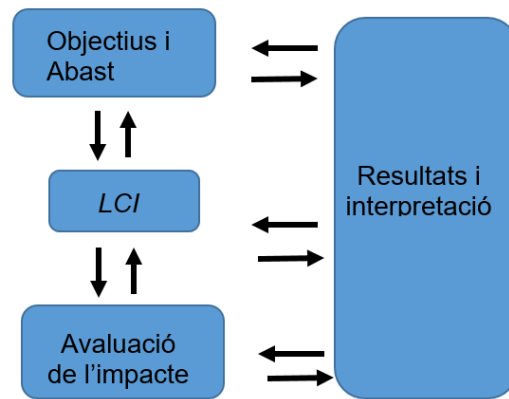 Objectius i
Abast
LCI
Avaluació
de l’impacte
Resultats i
interpretació